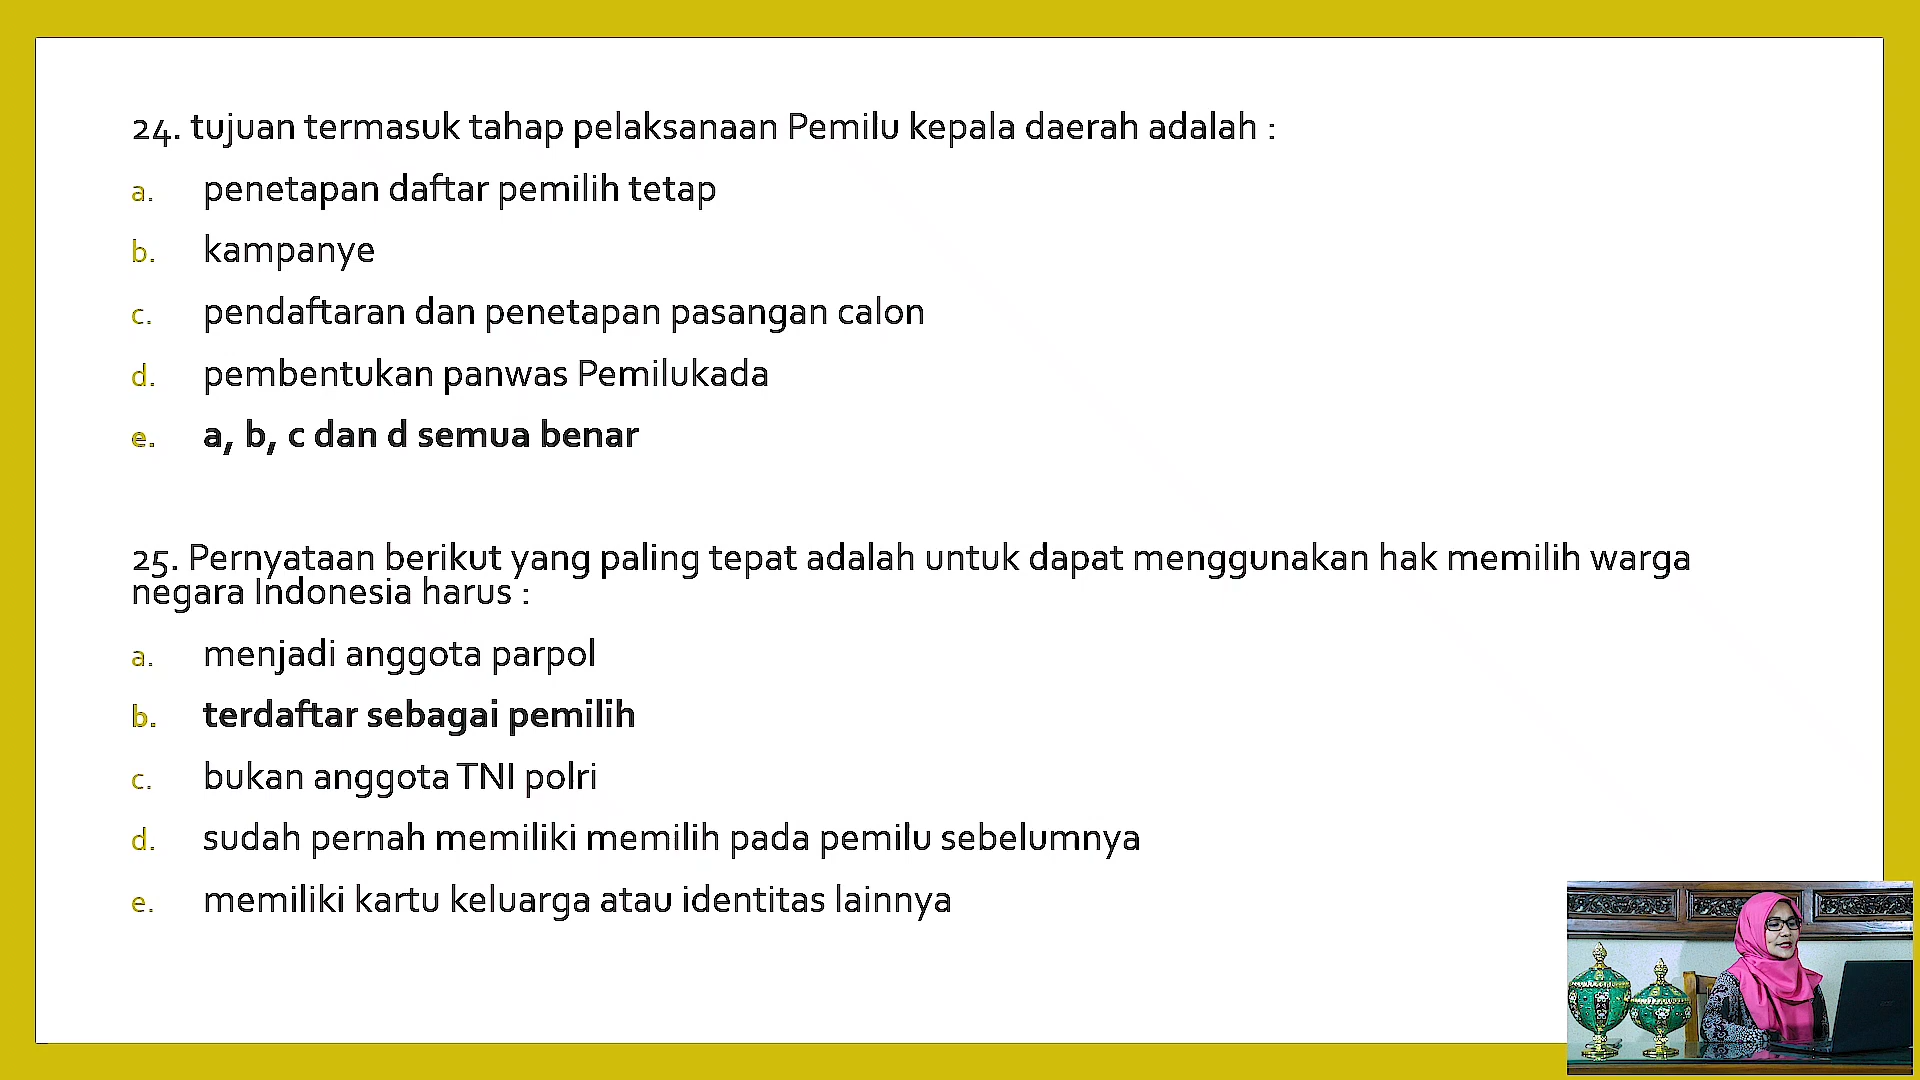 24. tujuan termasuk tahap pelaksanaan Pemilu kepala daerah adalah :
a. penetapan daftar pemilih tetap
b. kampanye
c. pendaftaran dan penetapan pasangan calon
d. pembentukan panwas Pemilukada
e. a, b, c dan d semua benar
25. Pernyataan berikut yang paling tepat adalah untuk dapat menggunakan hak memilih warga
negara Indonesia harus :
a. menjadi anggota parpol
b. terdaftar sebagai pemilih
c. bukan anggota TNI polri
d. sudah pernah memiliki memilih pada pemilu sebelumnya
e. memiliki kartu keluarga atau identitas lainnya